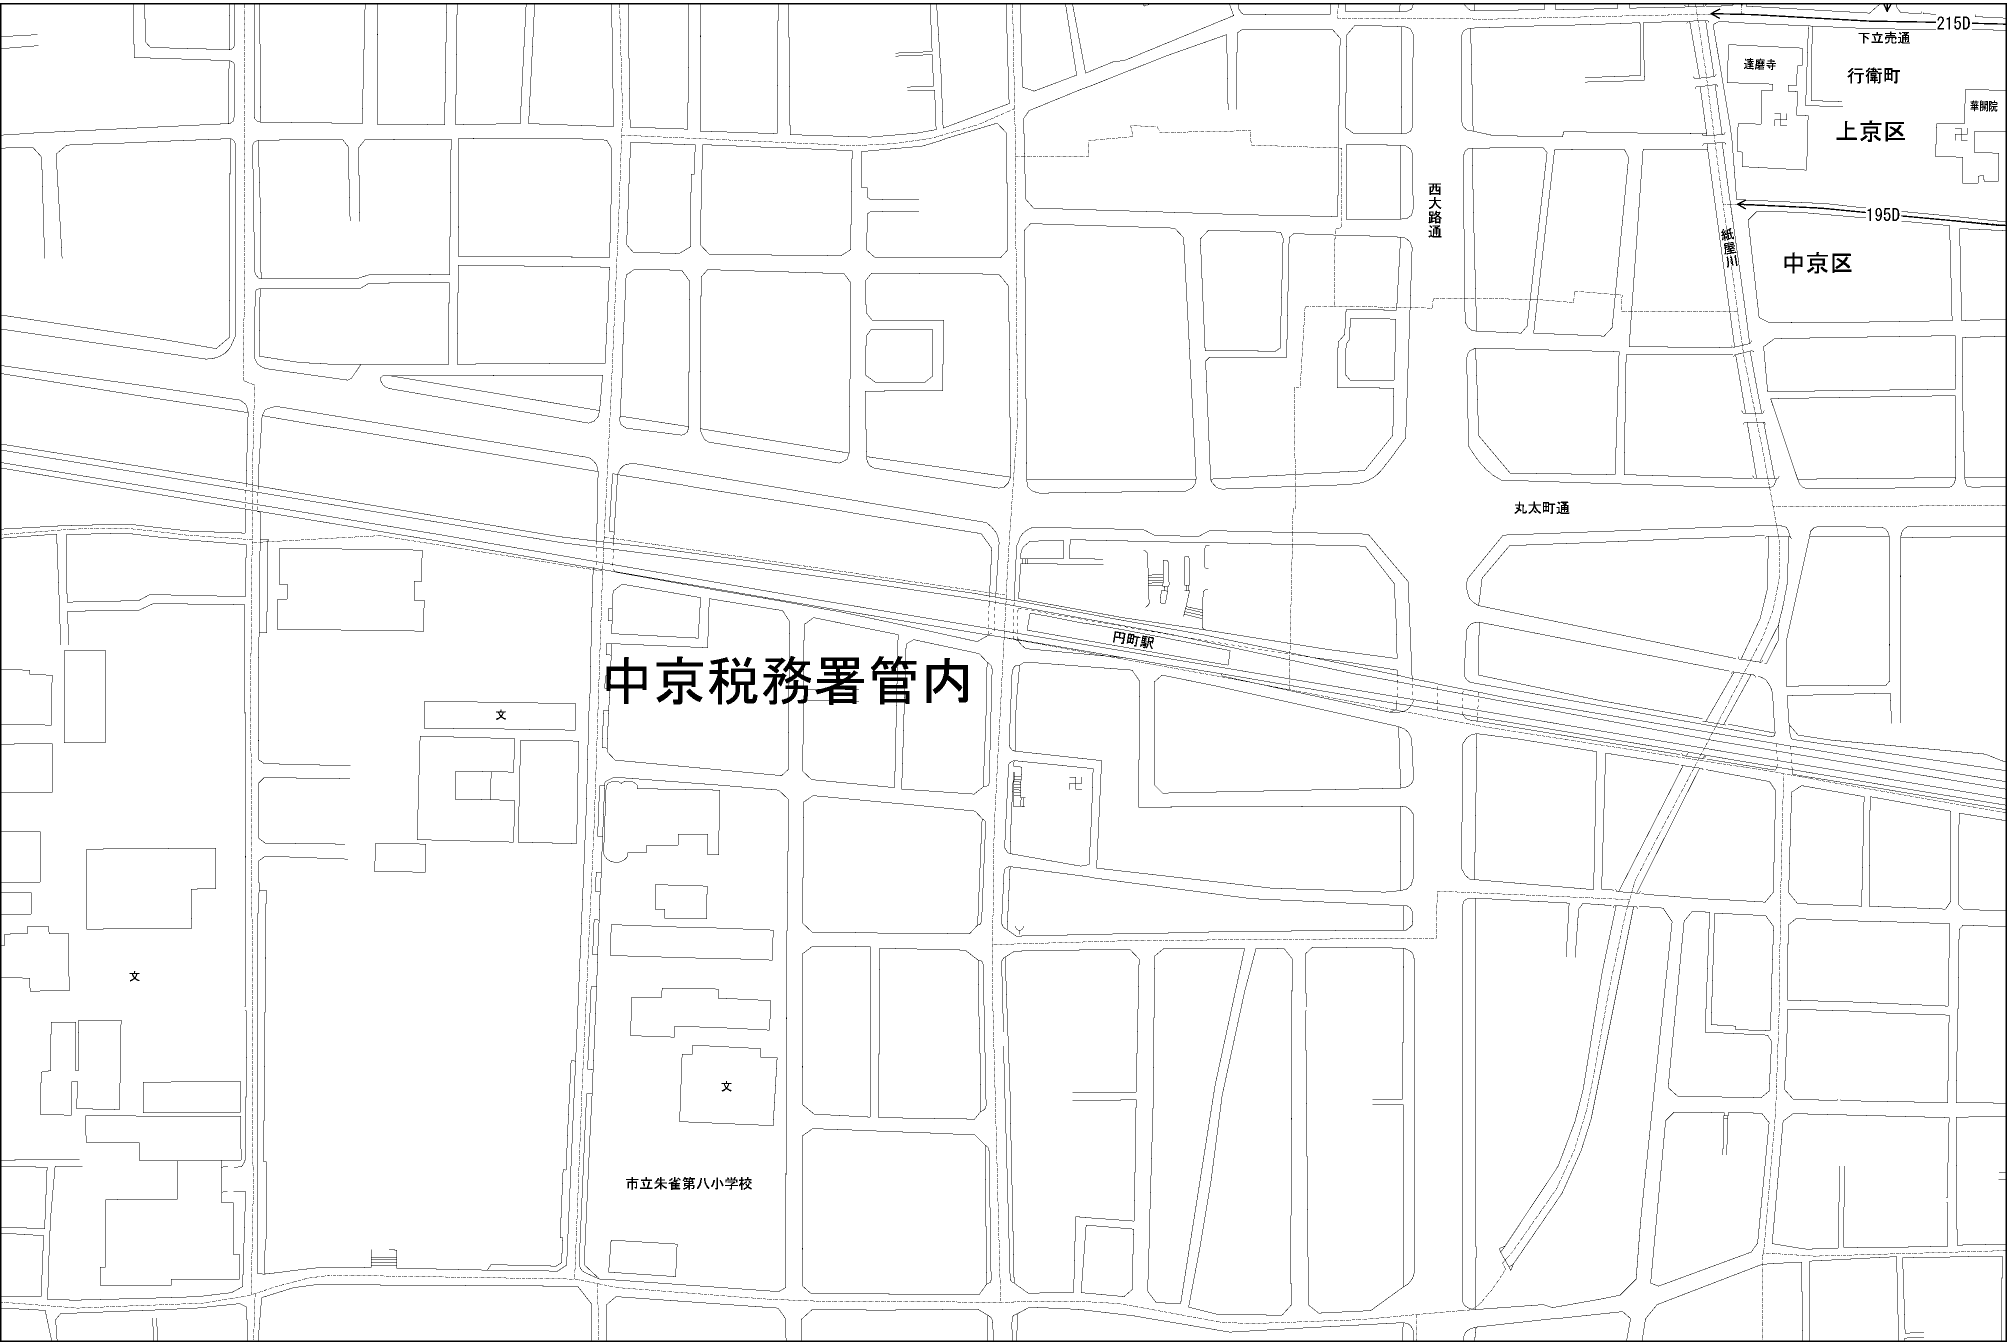 215D
下立売通
達磨寺
行衛町
華開院
上京区
西大路通
195D
紙屋川
中京区
丸太町通
円町駅
中京税務署管内
文
文
文
市立朱雀第八小学校